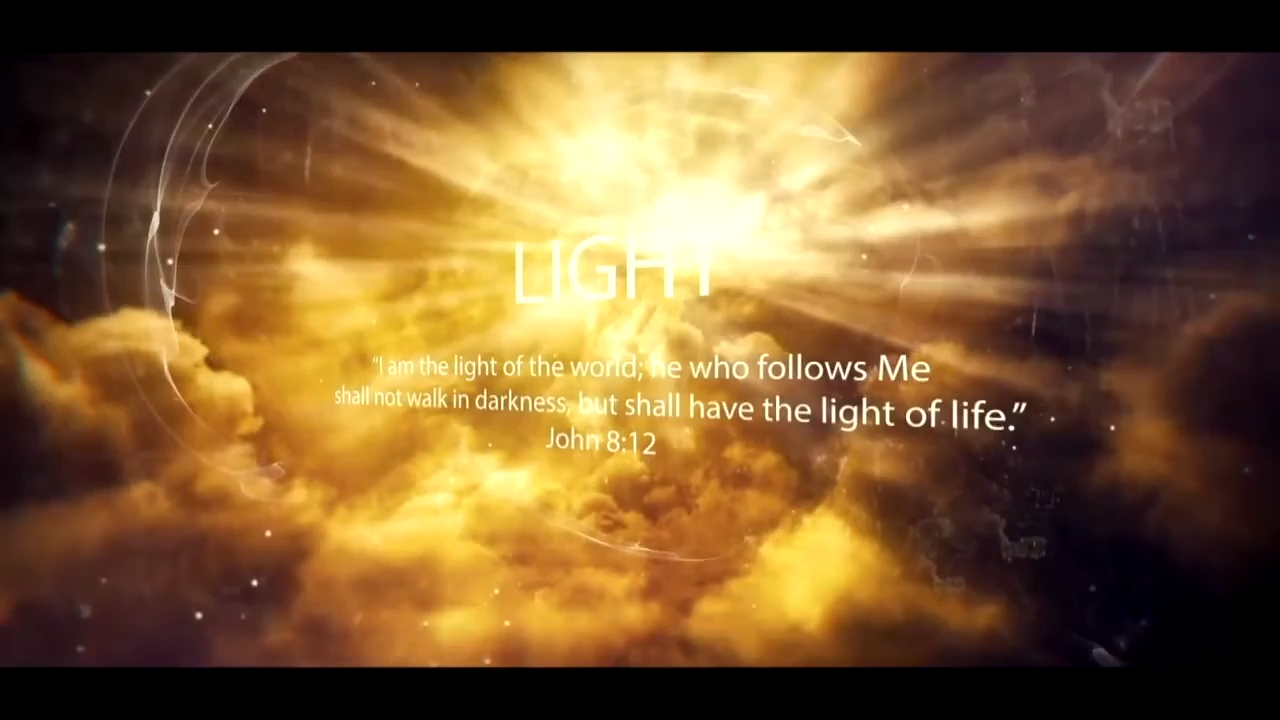 LIGHT
“I am the light of the world; he who follows Me
shall not walk in darkness, but shall have the light of life.”
John 8:12